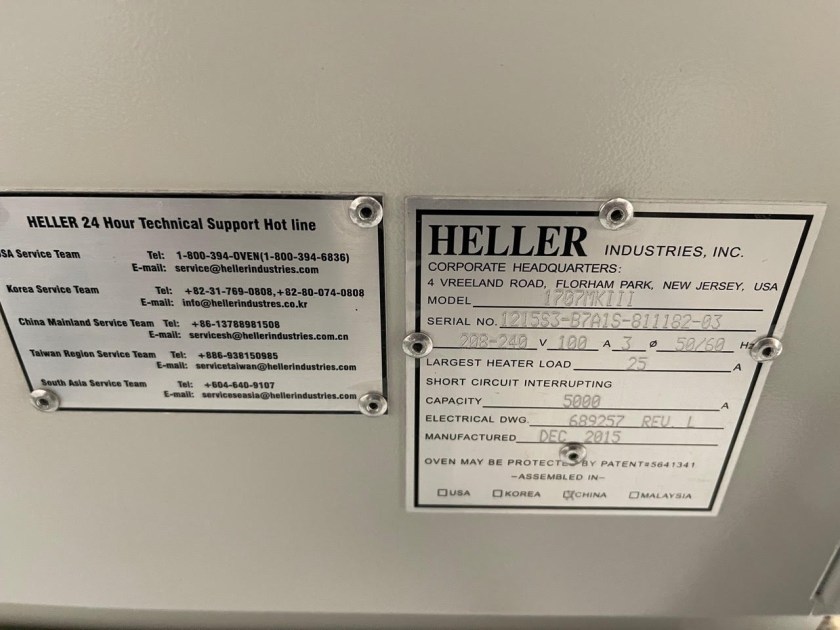 HELLER 24 Hour Technical Support Hot line
SA Service Team Tel: 1-800-394-OVEN(1-800-394-6836)
E-mail: service@hellerindustries.com
Korea Service Team Tel: +82-31-769-0808,+82-80-074-0808
E-mail: info@hellerindustres.co.kr
China Mainland Service Team Tel: +86-13788981508
E-mail: servicesh@hellerindustries.com.cn
Taiwan Region Service Team Tel: +886-938150985
E-mail: servicetaiwan@hellerindustries.com
South Asia Service Team Tel: +604-640-9107
E-mail: serviceseasia@hellerindustries.com
HELLER INDUSTRIES, INC.
CORPORATE HEADQUARTERS:
4 VREELAND ROAD, FLORHAM PARK, NEW JERSEY, USA
MODEL 1707MKIII
SERIAL NO. 1215S3-B7A1S-811182-03
208-240 V 100 A 3 ø 50/60 Hz
LARGEST HEATER LOAD 25 A
SHORT CIRCUIT INTERRUPTING
CAPACITY 5000 A
ELECTRICAL DWG. 689257 REV. L
MANUFACTURED DEC 2015
OVEN MAY BE PROTECTED BY PATENT#5641341
–ASSEMBLED IN–
☐USA ☐KOREA ☒CHINA ☐MALAYSIA